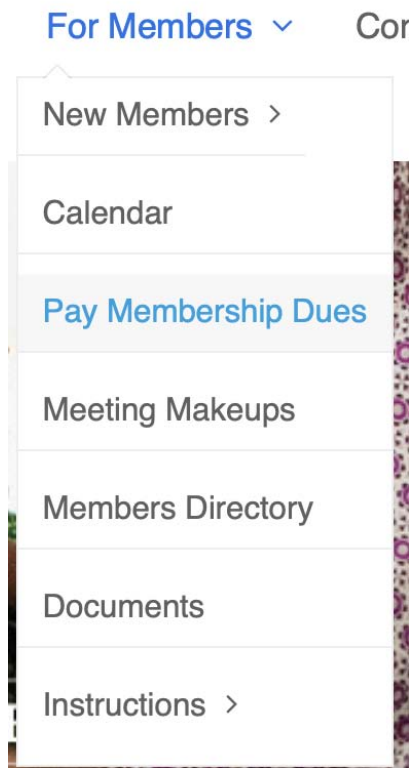 For Members
New Members
Calendar
Pay Membership Dues
Meeting Makeups
Members Directory
Documents
Instructions